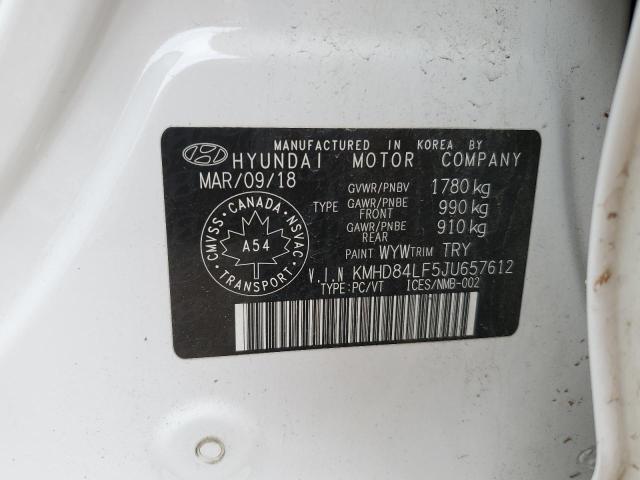 MANUFACTURED IN KOREA BY
HYUNDAI MOTOR COMPANY
MAR/09/18
GVWR/PNBV 1780 kg
TYPE GAWR/PNBE FRONT 990 kg
GAWR/PNBE REAR 910 kg
PAINT WYW TRIM TRY
CMVSS · CANADA · NSVAC
A54
TRANSPORT
V.I.N KMHD84LF5JU657612
TYPE:PC/VT ICES/NMB-002